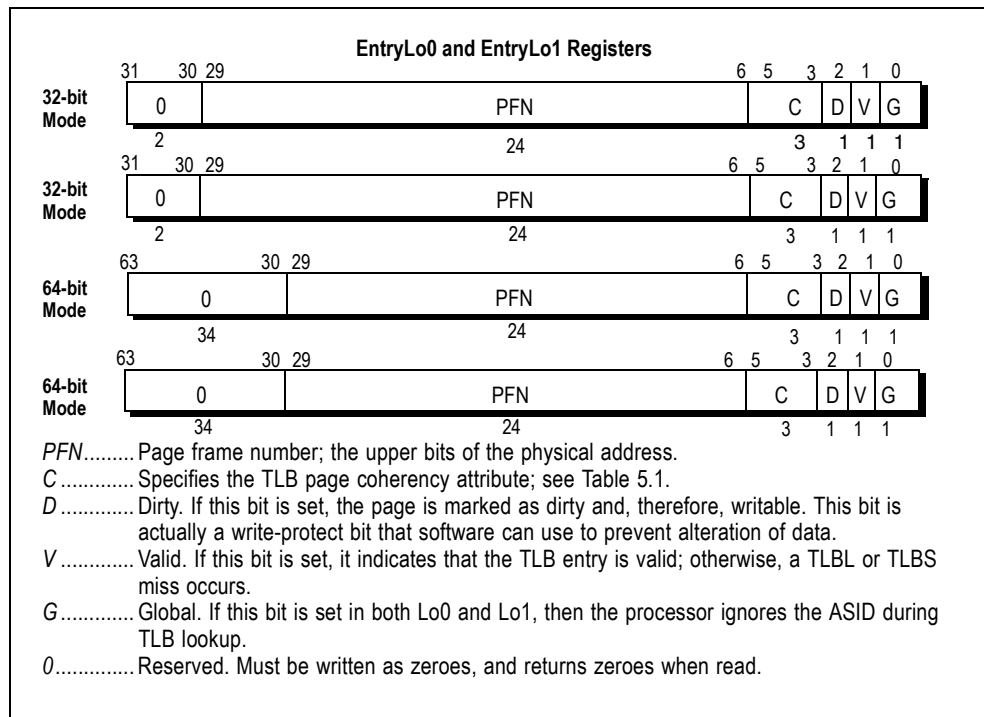 EntryLo0 and EntryLo1 Registers
31 30 29 6 5 3 2 1 0
32-bit Mode 0 PFN C D V G
2 24 3 1 1 1
31 30 29 6 5 3 2 1 0
32-bit Mode 0 PFN C D V G
2 24 3 1 1 1
63 30 29 6 5 3 2 1 0
64-bit Mode 0 PFN C D V G
34 24 3 1 1 1
63 30 29 6 5 3 2 1 0
64-bit Mode 0 PFN C D V G
34 24 3 1 1 1
PFN......... Page frame number; the upper bits of the physical address.
C ............. Specifies the TLB page coherency attribute; see Table 5.1.
D ............. Dirty. If this bit is set, the page is marked as dirty and, therefore, writable. This bit is
actually a write-protect bit that software can use to prevent alteration of data.
V ............. Valid. If this bit is set, it indicates that the TLB entry is valid; otherwise, a TLBL or TLBS
miss occurs.
G ............. Global. If this bit is set in both Lo0 and Lo1, then the processor ignores the ASID during
TLB lookup.
0.............. Reserved. Must be written as zeroes, and returns zeroes when read.